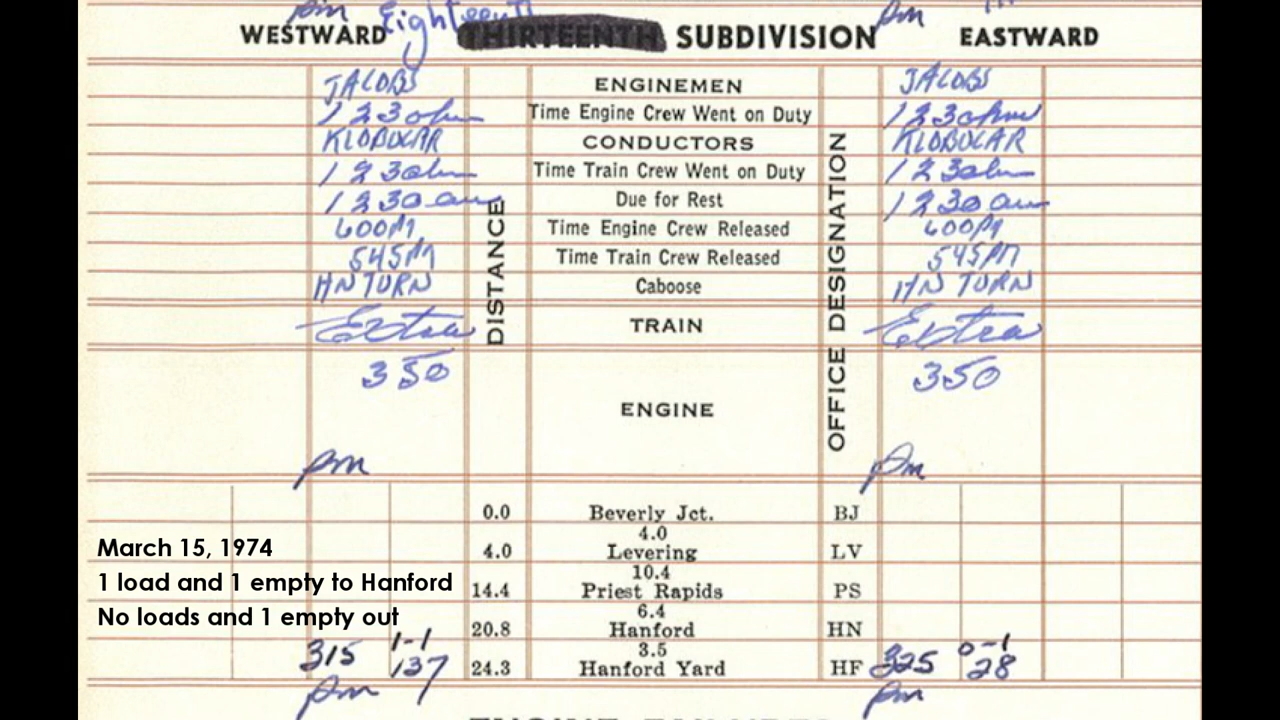 pm pm
WESTWARD Eighteenth THIRTEENTH SUBDIVISION EASTWARD
JACOBS ENGINEMEN JACOBS
1230pm Time Engine Crew Went on Duty 1230pm
KLOBUCAR CONDUCTORS KLOBUCAR
1230pm Time Train Crew Went on Duty 1230pm
1230am Due for Rest 1230am
600PM Time Engine Crew Released 600PM
545PM Time Train Crew Released 545PM
HN TURN Caboose HN TURN
DISTANCE
OFFICE DESIGNATION
Extra TRAIN Extra
350 350
ENGINE
pm pm
0.0 Beverly Jct. BJ
4.0
4.0 Levering LV
10.4
14.4 Priest Rapids PS
6.4
20.8 Hanford HN
3.5
315 1-1 137 24.3 Hanford Yard HF 325 0-1 28
pm pm
March 15, 1974
1 load and 1 empty to Hanford
No loads and 1 empty out